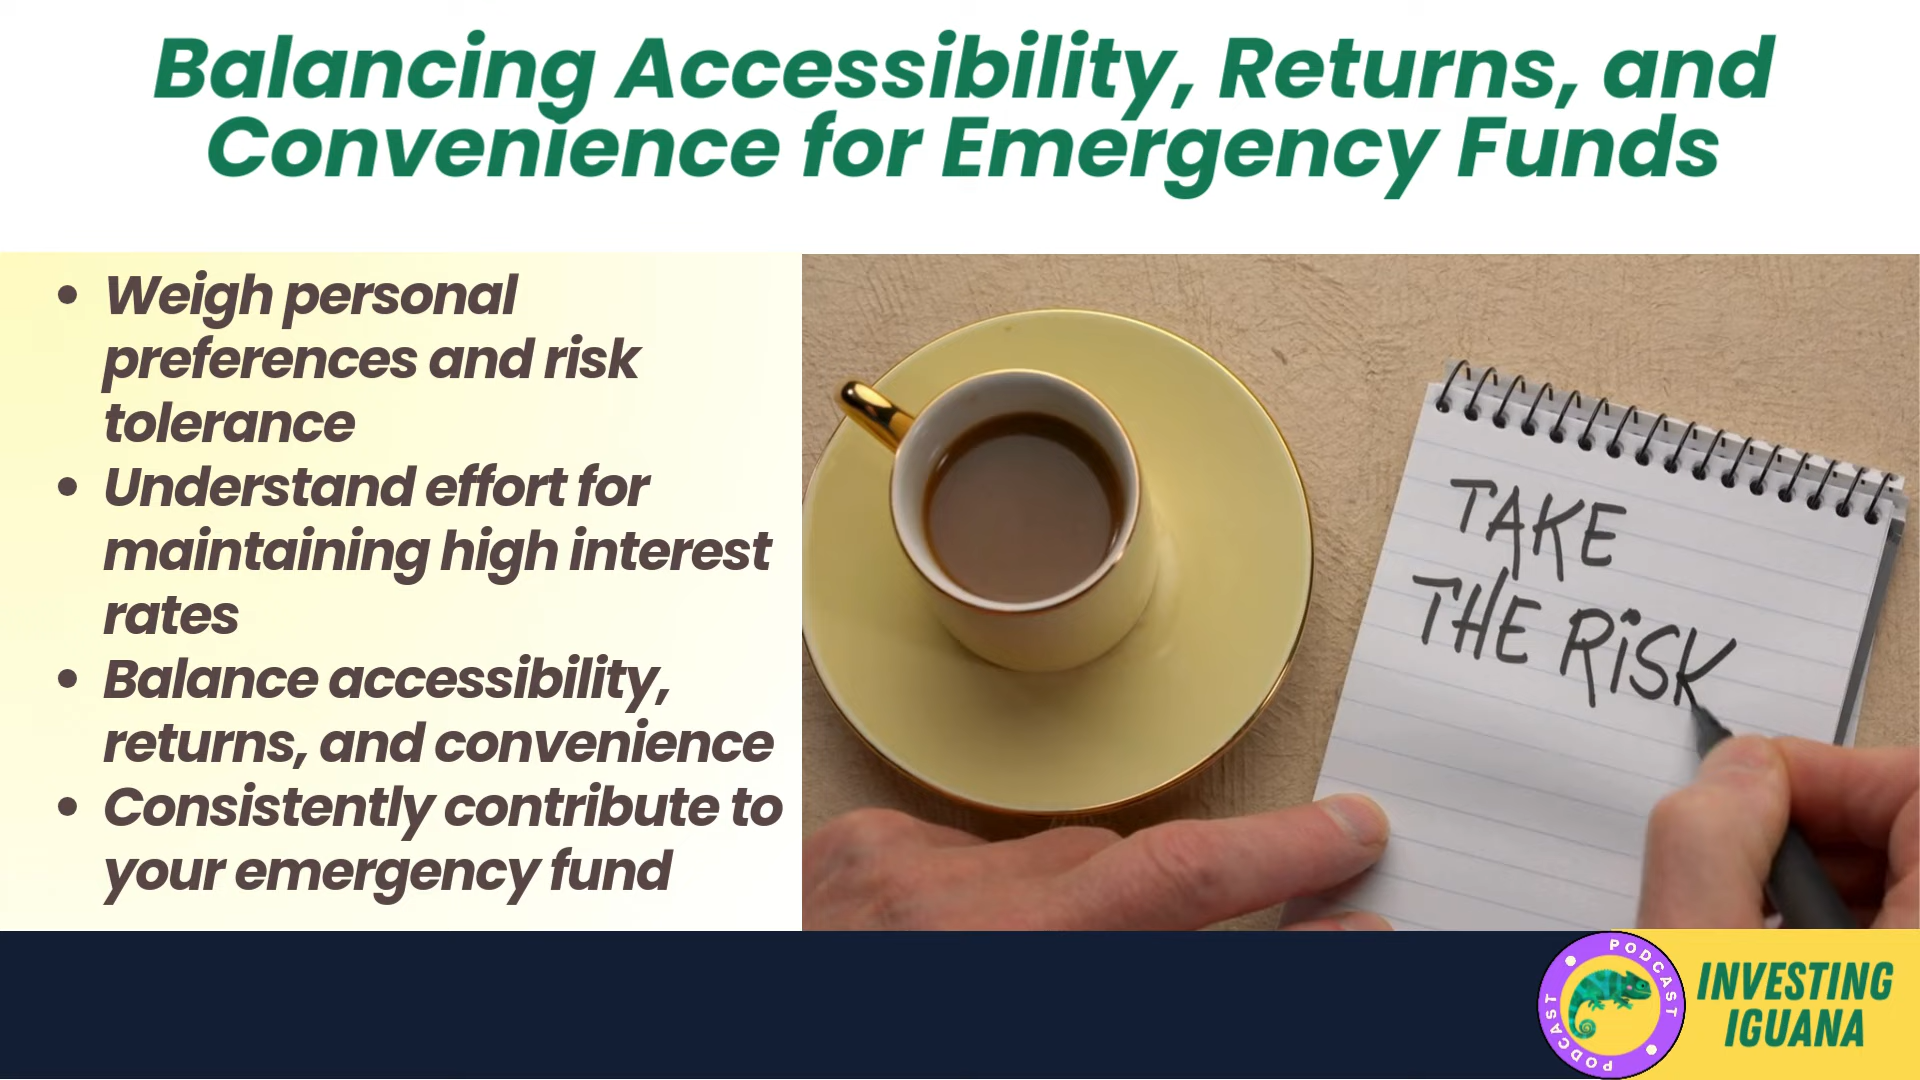 Balancing Accessibility, Returns, and
Convenience for Emergency Funds
• Weigh personal
preferences and risk
tolerance
• Understand effort for
maintaining high interest
rates
• Balance accessibility,
returns, and convenience
• Consistently contribute to
your emergency fund
TAKE
THE RiSK
PODCAST
PODCAST
INVESTING
IGUANA